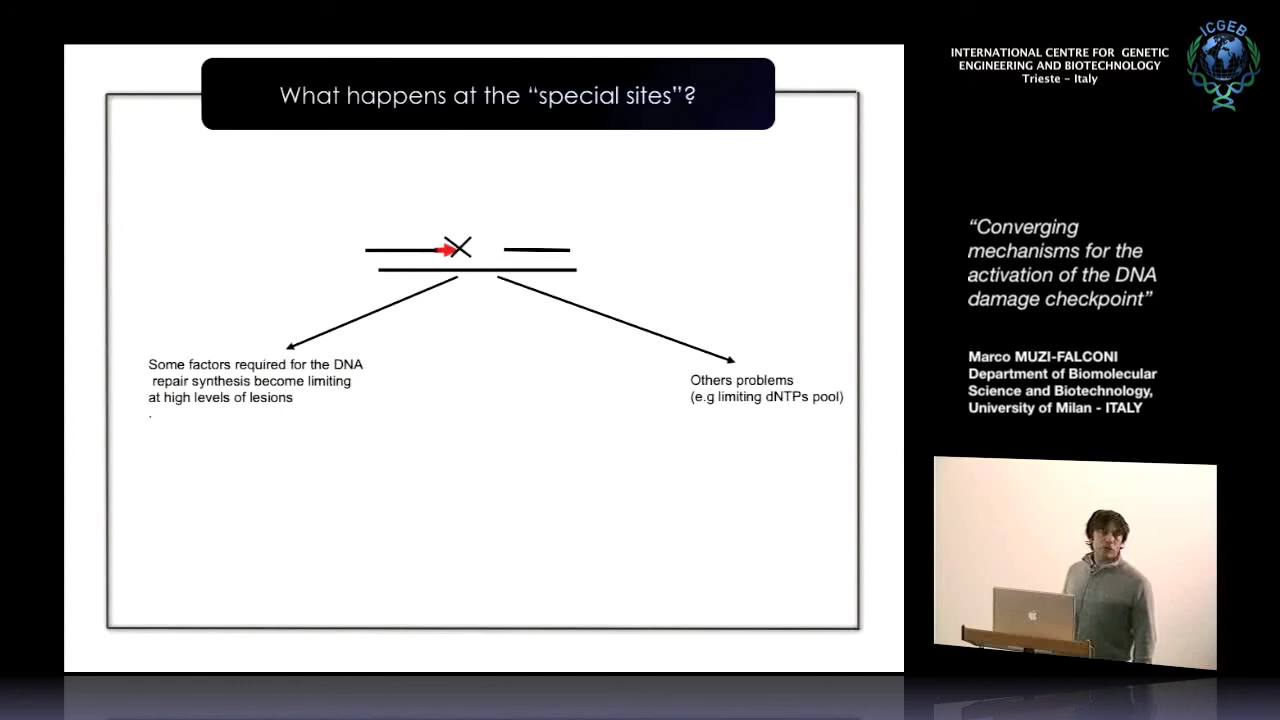 What happens at the “special sites”?
Some factors required for the DNA
repair synthesis become limiting
at high levels of lesions
.
Others problems
(e.g limiting dNTPs pool)
INTERNATIONAL CENTRE FOR GENETIC
ENGINEERING AND BIOTECHNOLOGY
Trieste - Italy
ICGEB
“Converging
mechanisms for the
activation of the DNA
damage checkpoint”
Marco MUZI-FALCONI
Department of Biomolecular
Science and Biotechnology,
University of Milan - ITALY